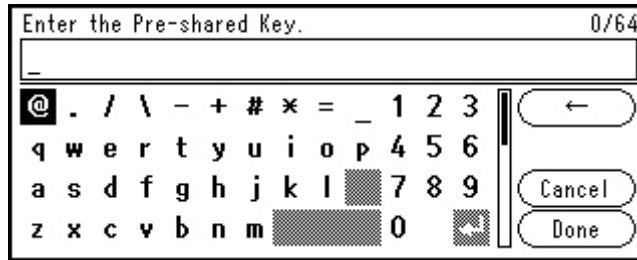 Enter the Pre-shared Key. 0/64
_
@ . / \ - + # * = _ 1 2 3 ←
q w e r t y u i o p 4 5 6
a s d f g h j k l 7 8 9 Cancel
z x c v b n m 0 Done